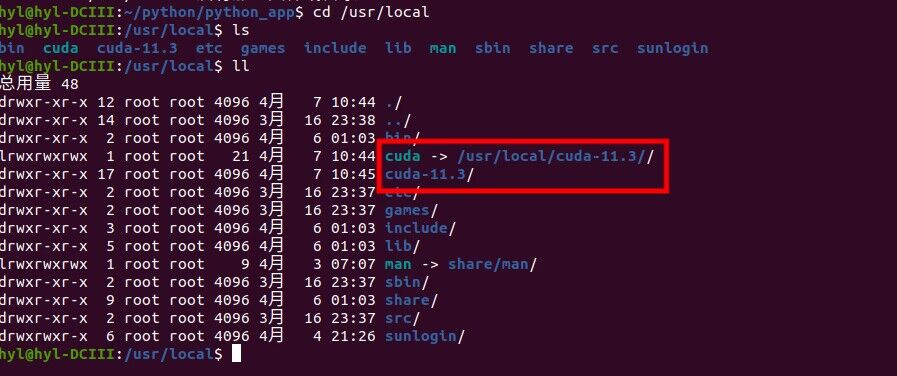 hyl@hyl-DCIII:~/python/python_app$ cd /usr/local
hyl@hyl-DCIII:/usr/local$ ls
bin  cuda  cuda-11.3  etc  games  include  lib  man  sbin  share  src  sunlogin
hyl@hyl-DCIII:/usr/local$ ll
总用量 48
drwxr-xr-x 12 root root 4096 4月   7 10:44 ./
drwxr-xr-x 14 root root 4096 3月  16 23:38 ../
drwxr-xr-x  2 root root 4096 4月   6 01:03 bin/
lrwxrwxrwx  1 root root   21 4月   7 10:44 cuda -> /usr/local/cuda-11.3//
drwxr-xr-x 17 root root 4096 4月   7 10:45 cuda-11.3/
drwxr-xr-x  2 root root 4096 3月  16 23:37 etc/
drwxr-xr-x  2 root root 4096 3月  16 23:37 games/
drwxr-xr-x  3 root root 4096 4月   6 01:03 include/
drwxr-xr-x  5 root root 4096 4月   6 01:03 lib/
lrwxrwxrwx  1 root root    9 4月   3 07:07 man -> share/man/
drwxr-xr-x  2 root root 4096 3月  16 23:37 sbin/
drwxr-xr-x  9 root root 4096 4月   6 01:03 share/
drwxr-xr-x  2 root root 4096 3月  16 23:37 src/
drwxrwxr-x  6 root root 4096 4月   4 21:26 sunlogin/
hyl@hyl-DCIII:/usr/local$